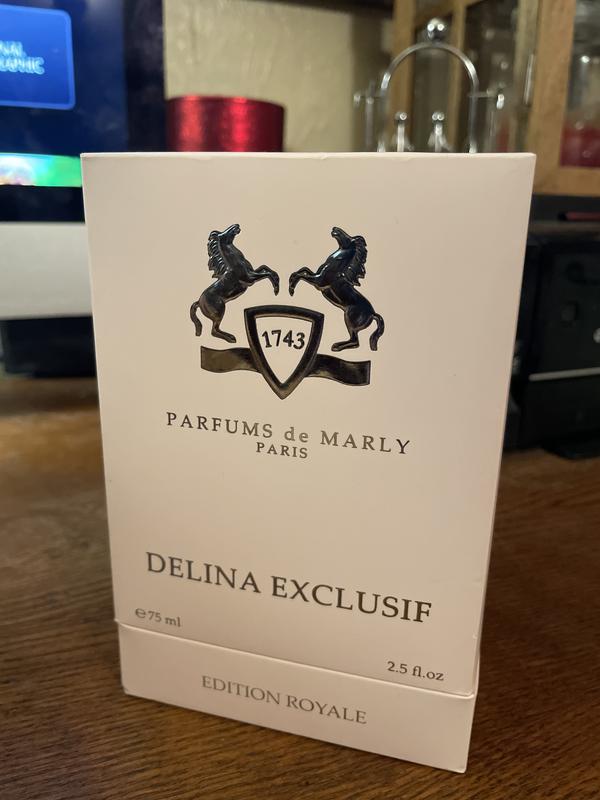 1743
PARFUMS de MARLY
PARIS
DELINA EXCLUSIF
℮75 ml
2.5 fl.oz
EDITION ROYALE